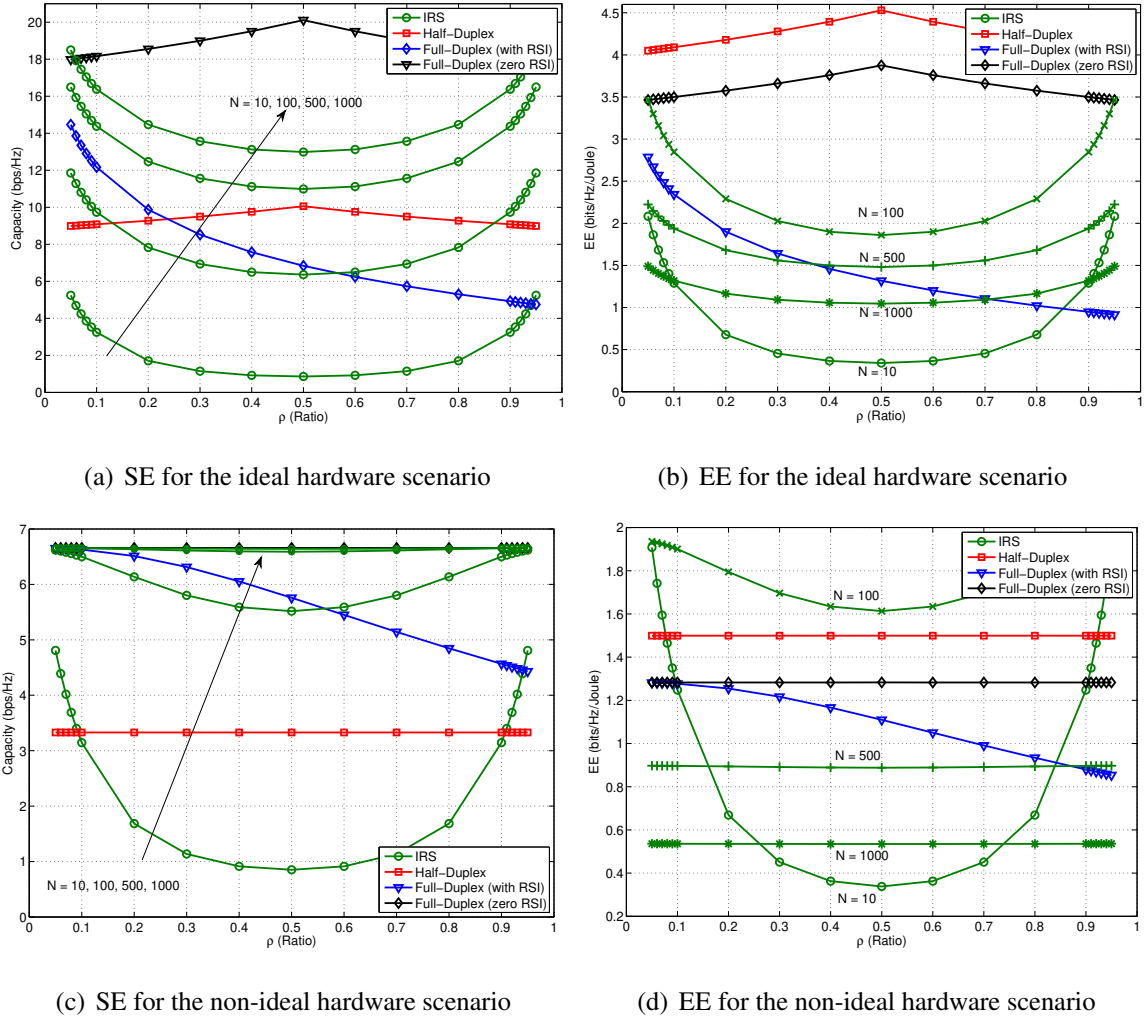 20
18
16
14
12
10
8
6
4
2
0
0 0.1 0.2 0.3 0.4 0.5 0.6 0.7 0.8 0.9 1
Capacity (bps/Hz)
ρ (Ratio)
N = 10, 100, 500, 1000
IRS
Half−Duplex
Full−Duplex (with RSI)
Full−Duplex (zero RSI)
(a) SE for the ideal hardware scenario
4.5
4
3.5
3
2.5
2
1.5
1
0.5
0
0 0.1 0.2 0.3 0.4 0.5 0.6 0.7 0.8 0.9 1
EE (bits/Hz/Joule)
ρ (Ratio)
IRS
Half−Duplex
Full−Duplex (with RSI)
Full−Duplex (zero RSI)
N = 100
N = 500
N = 1000
N = 10
(b) EE for the ideal hardware scenario
7
6
5
4
3
2
1
0
0 0.1 0.2 0.3 0.4 0.5 0.6 0.7 0.8 0.9 1
Capacity (bps/Hz)
ρ (Ratio)
N = 10, 100, 500, 1000
IRS
Half−Duplex
Full−Duplex (with RSI)
Full−Duplex (zero RSI)
(c) SE for the non-ideal hardware scenario
2
1.8
1.6
1.4
1.2
1
0.8
0.6
0.4
0.2
0 0.1 0.2 0.3 0.4 0.5 0.6 0.7 0.8 0.9 1
EE (bits/Hz/Joule)
ρ (Ratio)
IRS
Half−Duplex
Full−Duplex (with RSI)
Full−Duplex (zero RSI)
N = 100
N = 500
N = 1000
N = 10
(d) EE for the non-ideal hardware scenario